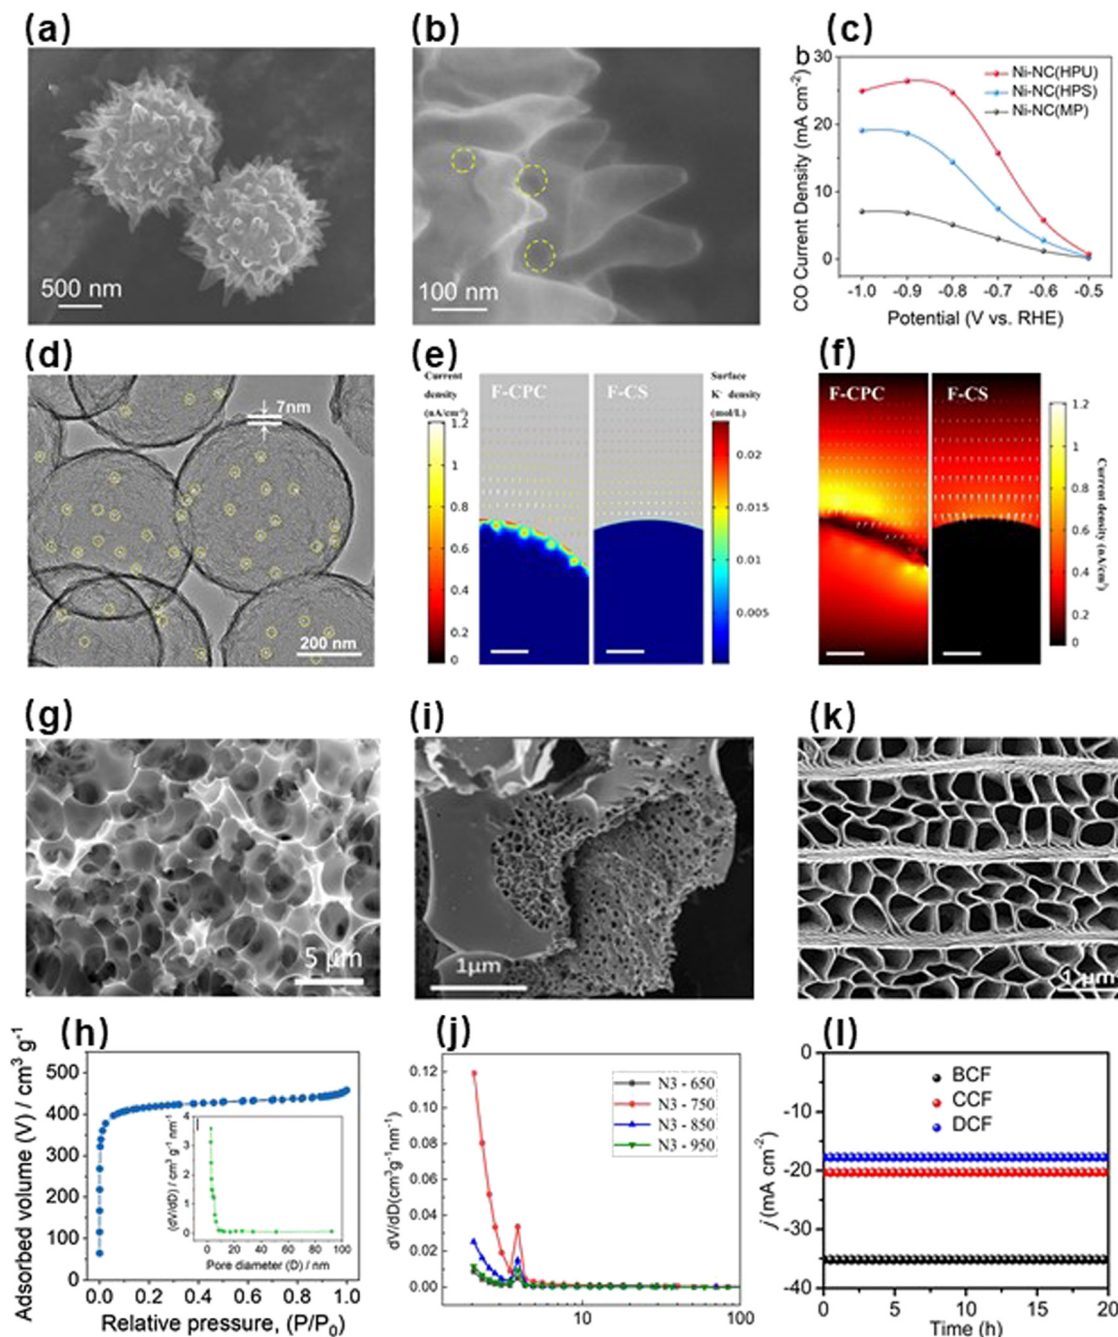 (a)
500 nm
(b)
100 nm
(c)
b
CO Current Density (mA cm⁻²)
30
20
10
0
Ni-NC(HPU)
Ni-NC(HPS)
Ni-NC(MP)
-1.0 -0.9 -0.8 -0.7 -0.6 -0.5
Potential (V vs. RHE)
(d)
7nm
200 nm
(e)
Current
density
(nA/cm²)
1.2
1
0.8
0.6
0.4
0.2
0
F-CPC
F-CS
Surface
K⁺ density
(mol/L)
0.02
0.015
0.01
0.005
(f)
F-CPC
F-CS
1.2
1
0.8
0.6
0.4
0.2
0
Current density (nA/cm²)
(g)
5 μm
(i)
1μm
(k)
1 μm
(h)
Adsorbed volume (V) / cm³ g⁻¹
500
400
300
200
100
0
0.0 0.2 0.4 0.6 0.8 1.0
Relative pressure, (P/P₀)
(dV/dD) / cm³ g⁻¹ nm⁻¹
4
3
2
1
0
0 20 40 60 80 100
Pore diameter (D) / nm
(j)
dV/dD(cm³g⁻¹nm⁻¹)
0.12
0.10
0.08
0.06
0.04
0.02
0.00
N3 - 650
N3 - 750
N3 - 850
N3 - 950
10 100
(l)
j (mA cm⁻²)
0
-10
-20
-30
-40
BCF
CCF
DCF
0 5 10 15 20
Time (h)